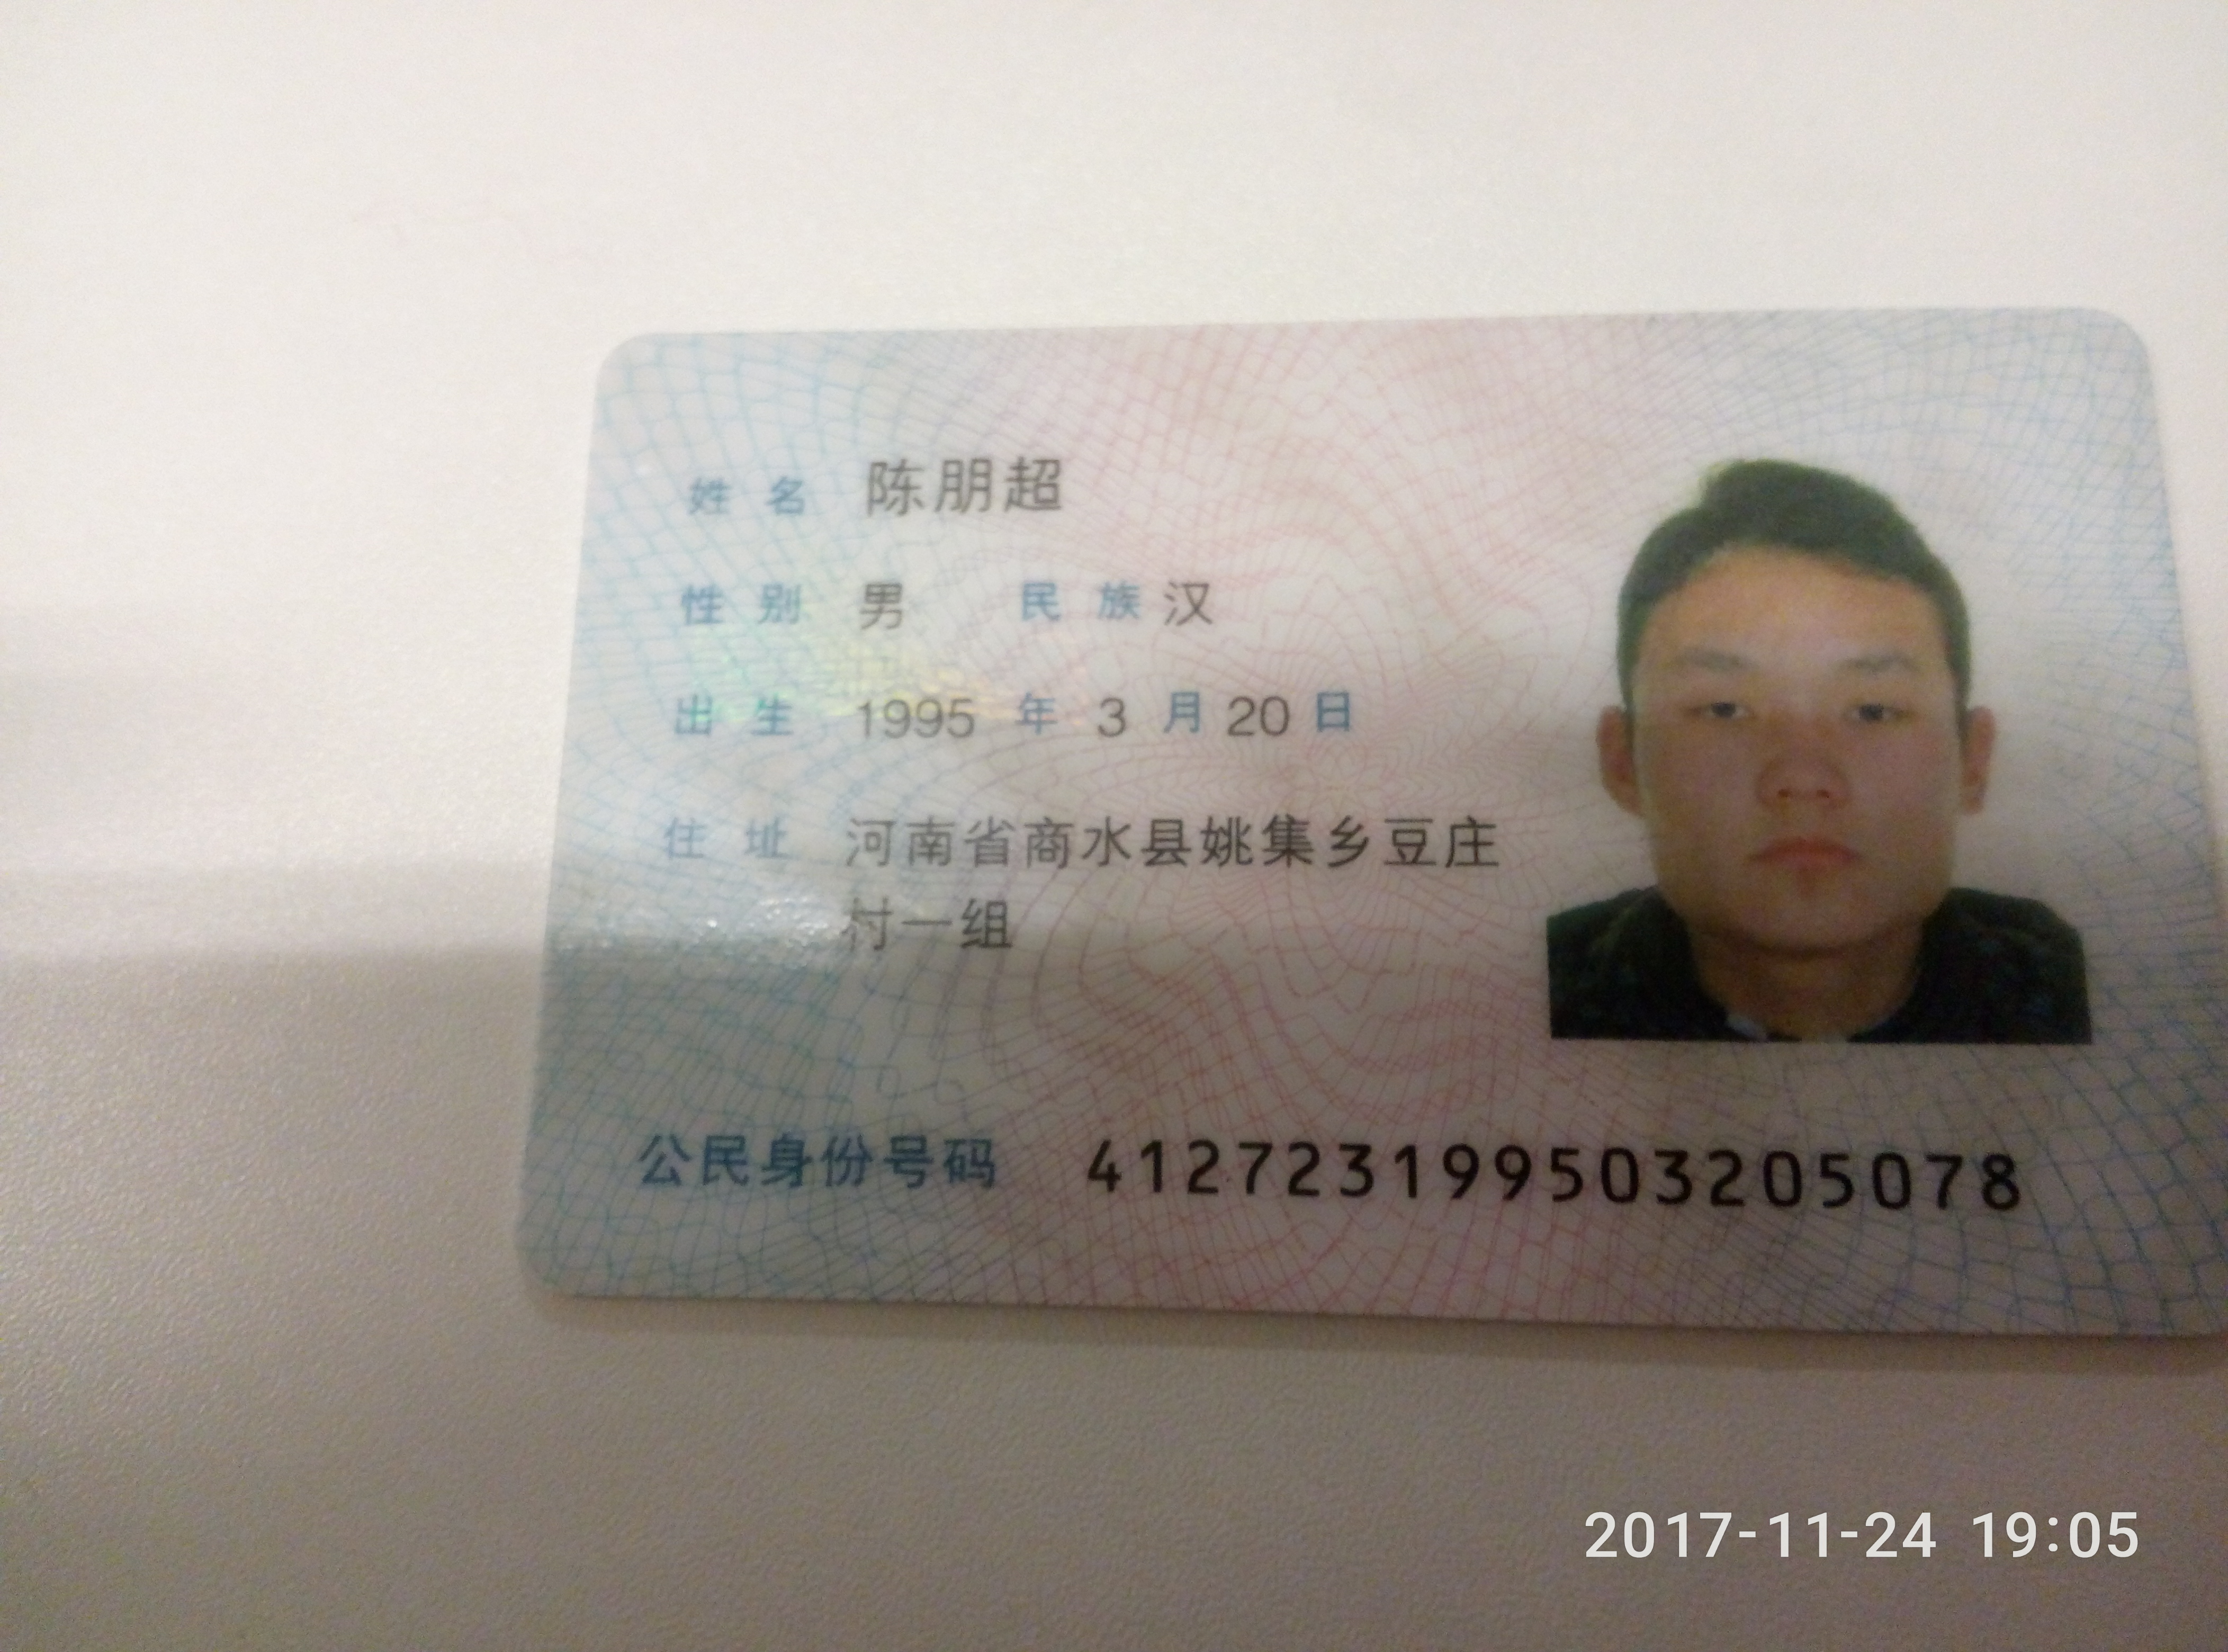 姓名 陈朋超
性别 男 民族 汉
出生 1995 年 3 月 20 日
住址 河南省商水县姚集乡豆庄
村一组
公民身份号码 412723199503205078
2017-11-24 19:05